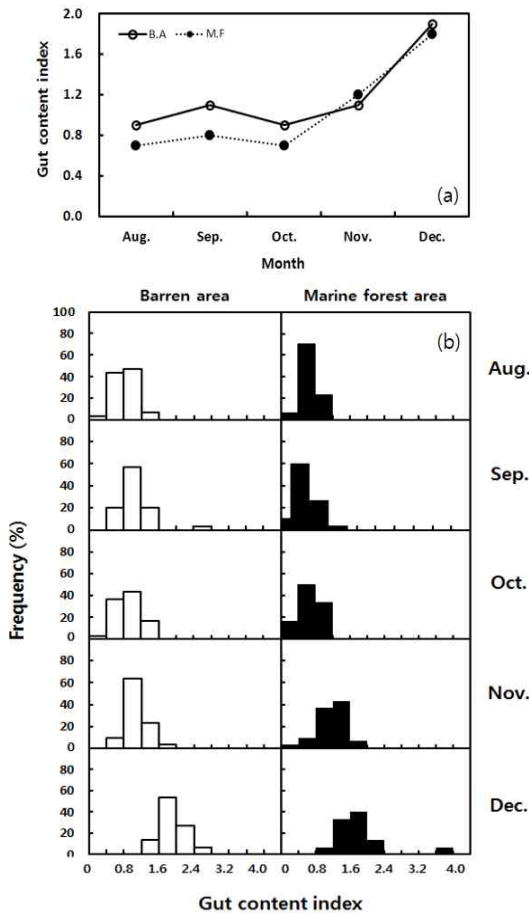 2.0
1.6
1.2
0.8
0.4
0.0
Gut content index
B.A M.F
(a)
Aug. Sep. Oct. Nov. Dec.
Month
Barren area Marine forest area
100
80
60
40
20
0
(b)
Aug.
80
60
40
20
0
Sep.
80
60
40
20
0
Oct.
80
60
40
20
0
Nov.
80
60
40
20
0
Dec.
Frequency (%)
0 0.8 1.6 2.4 3.2 4.0 0 0.8 1.6 2.4 3.2 4.0
Gut content index